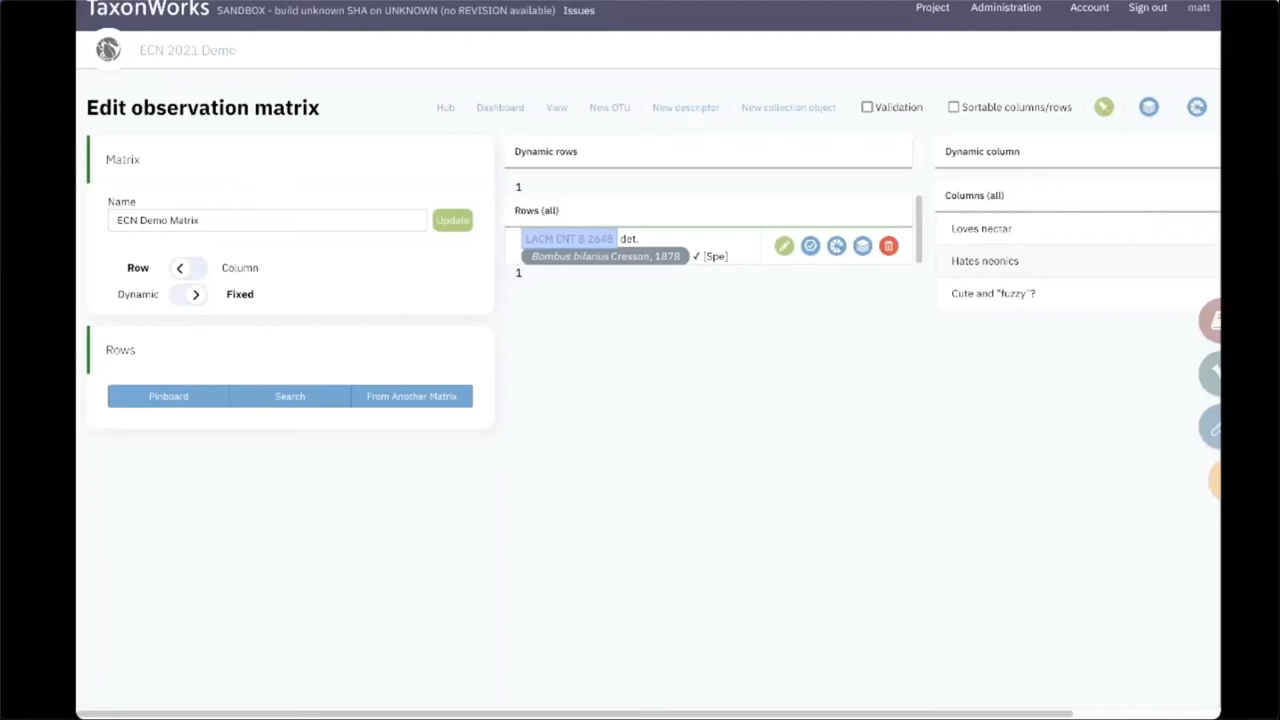 TaxonWorks SANDBOX - build unknown SHA on UNKNOWN (no REVISION available) Issues Project Administration Account Sign out matt
ECN 2021 Demo
Edit observation matrix Hub Dashboard View New OTU New descriptor New collection object Validation Sortable columns/rows
Matrix
Name
ECN Demo Matrix Update
Row Column
Dynamic Fixed
Rows
Pinboard Search From Another Matrix
Dynamic rows
1
Rows (all)
LACM ENT B 2648 det.
Bombus bifarius Cresson, 1878 ✓ [Spe]
1
Dynamic column
Columns (all)
Loves nectar
Hates neonics
Cute and "fuzzy"?